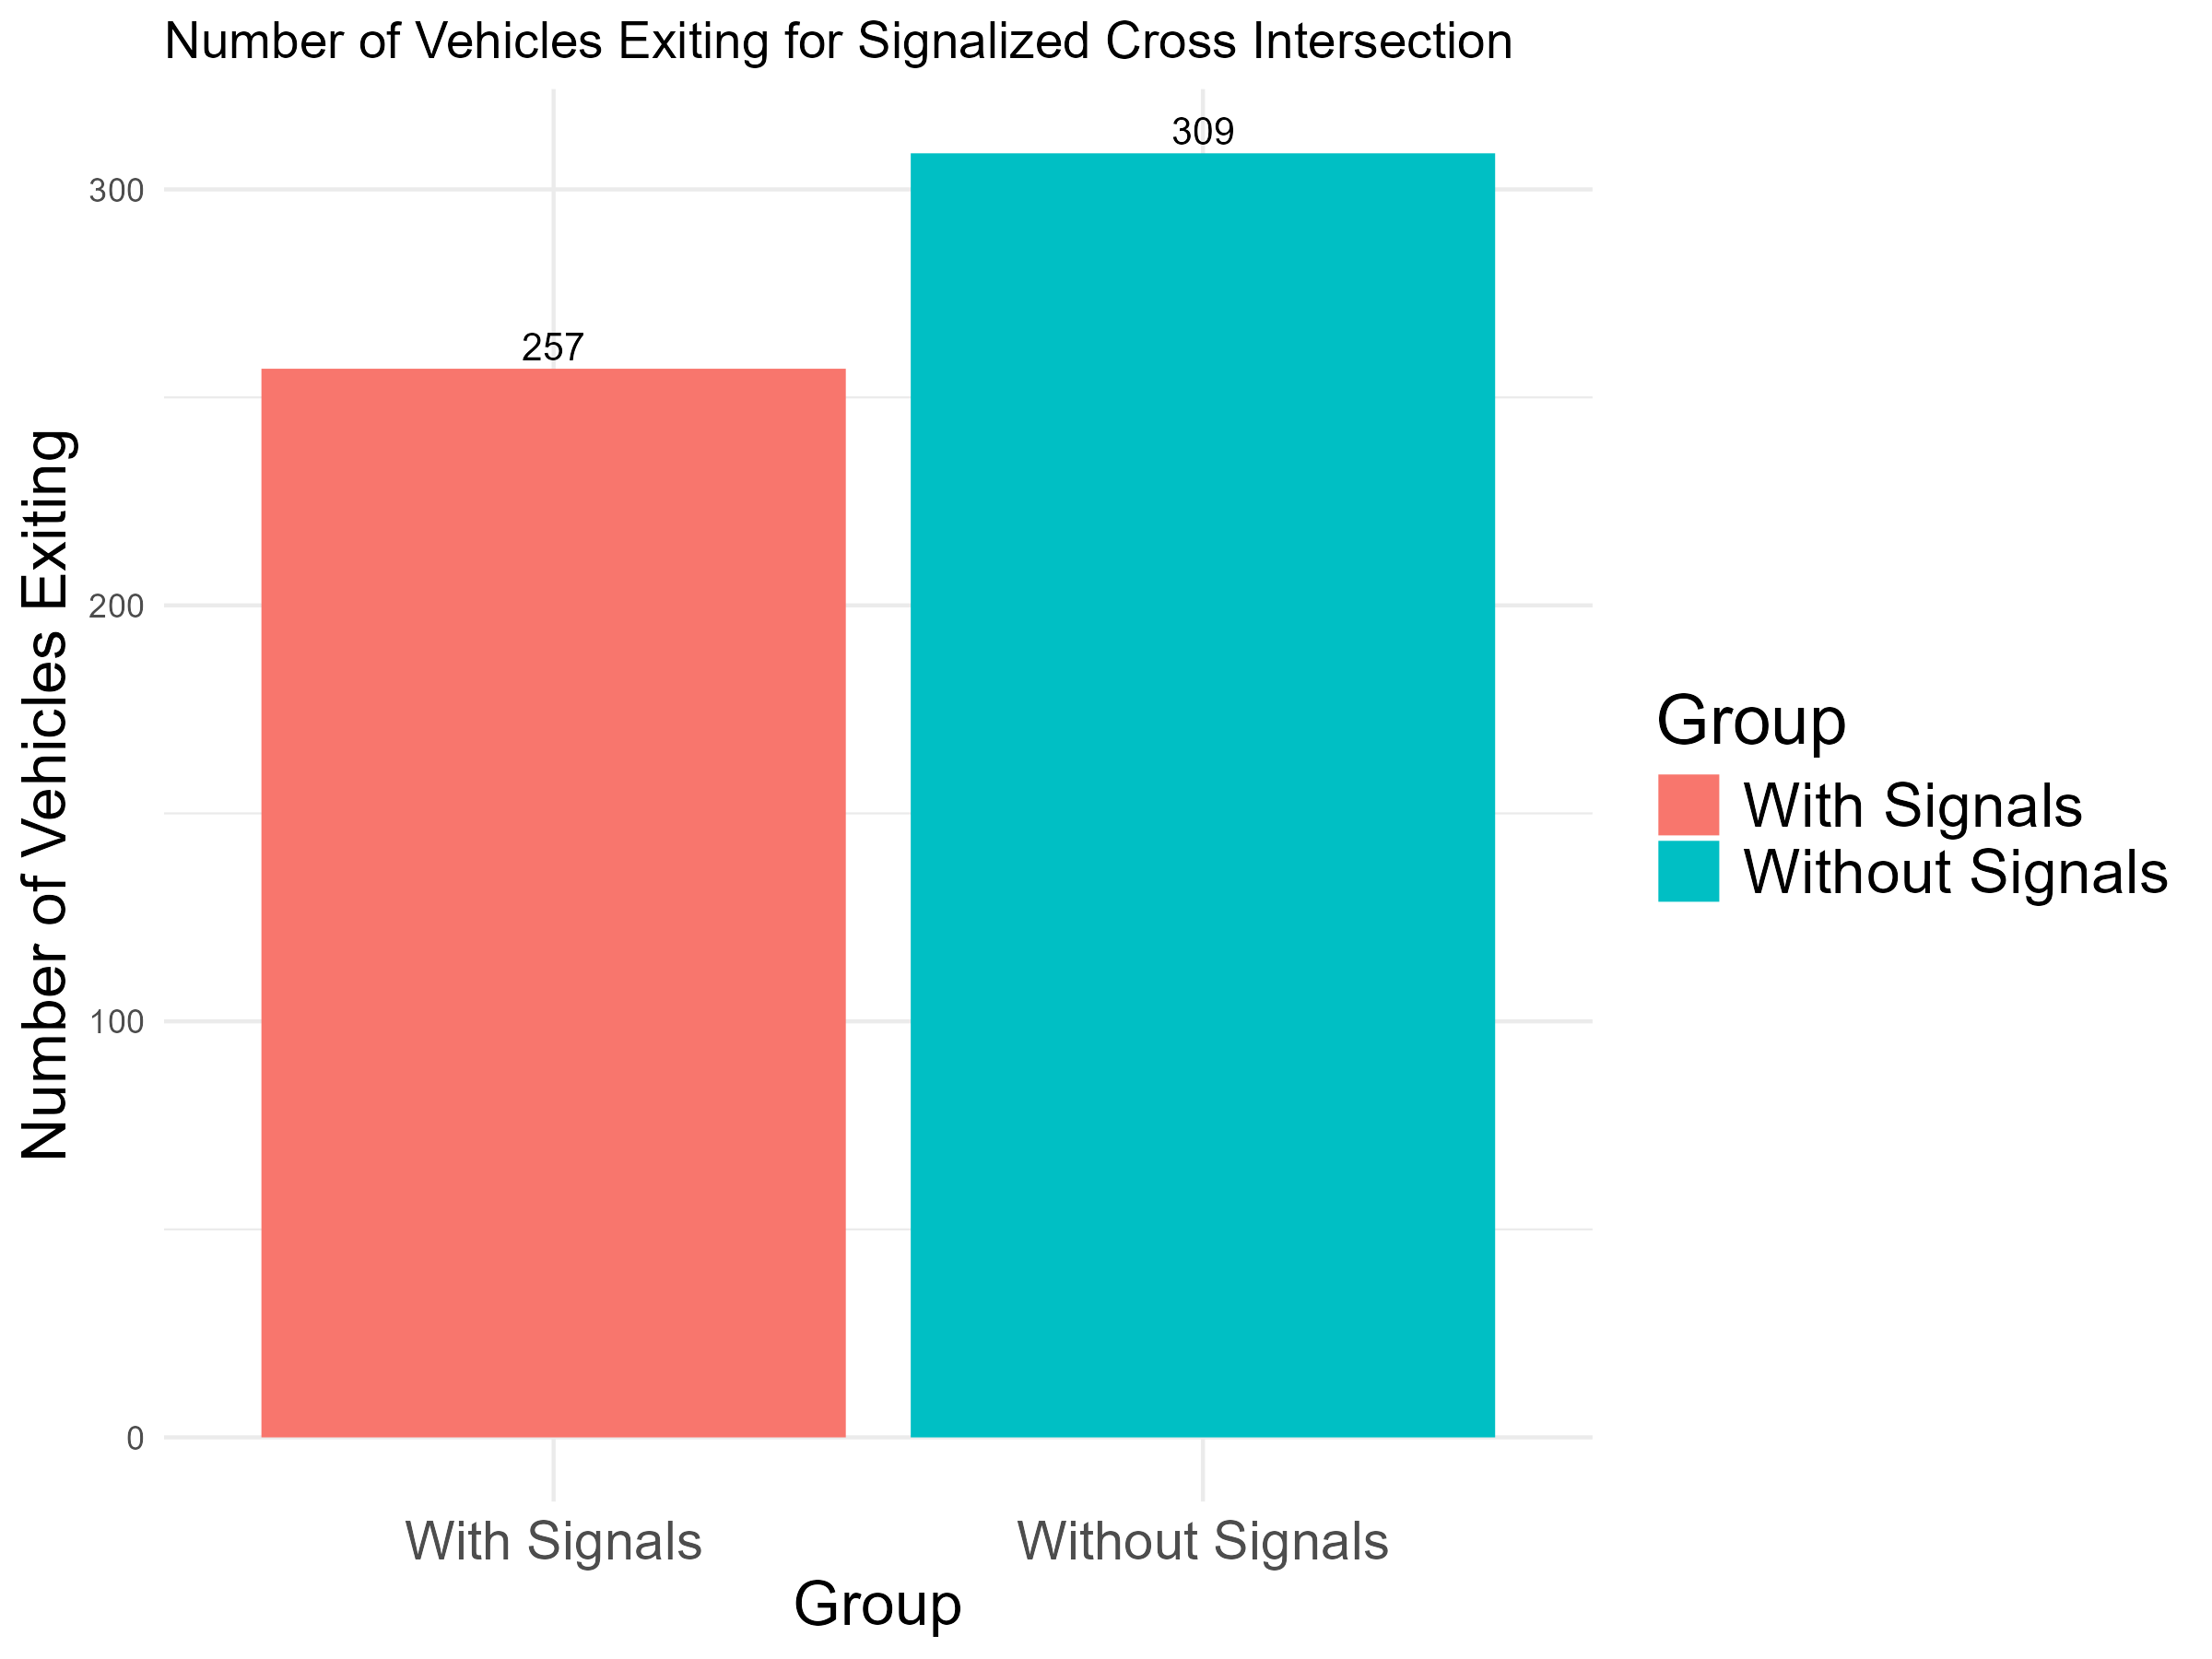 Number of Vehicles Exiting for Signalized Cross Intersection
309
257
300
200
100
0
Number of Vehicles Exiting
With Signals
Without Signals
Group
Group
With Signals
Without Signals